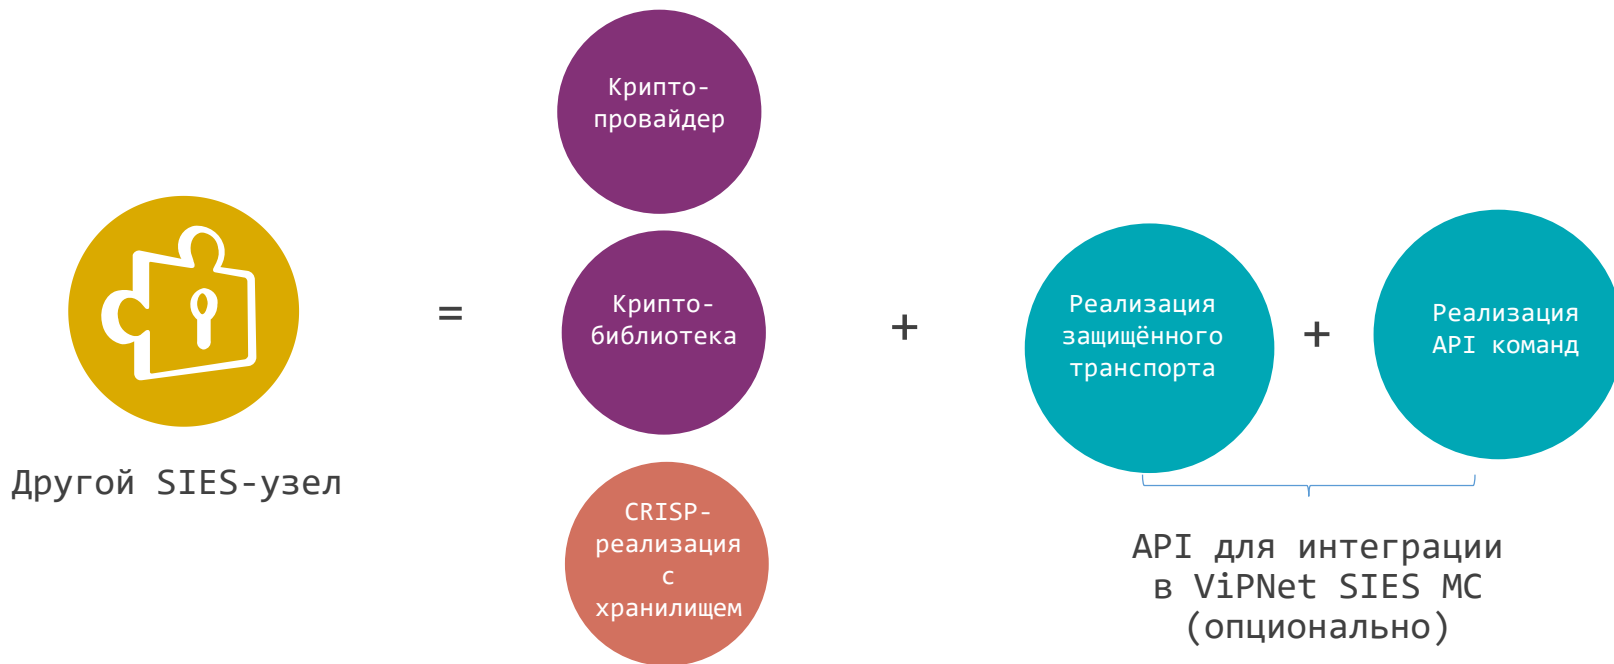 Крипто-
провайдер
Крипто-
библиотека
CRISP-
реализация
с
хранилищем
Другой SIES-узел
=
+
Реализация
защищённого
транспорта
+
Реализация
API команд
API для интеграции
в ViPNet SIES MC
(опционально)